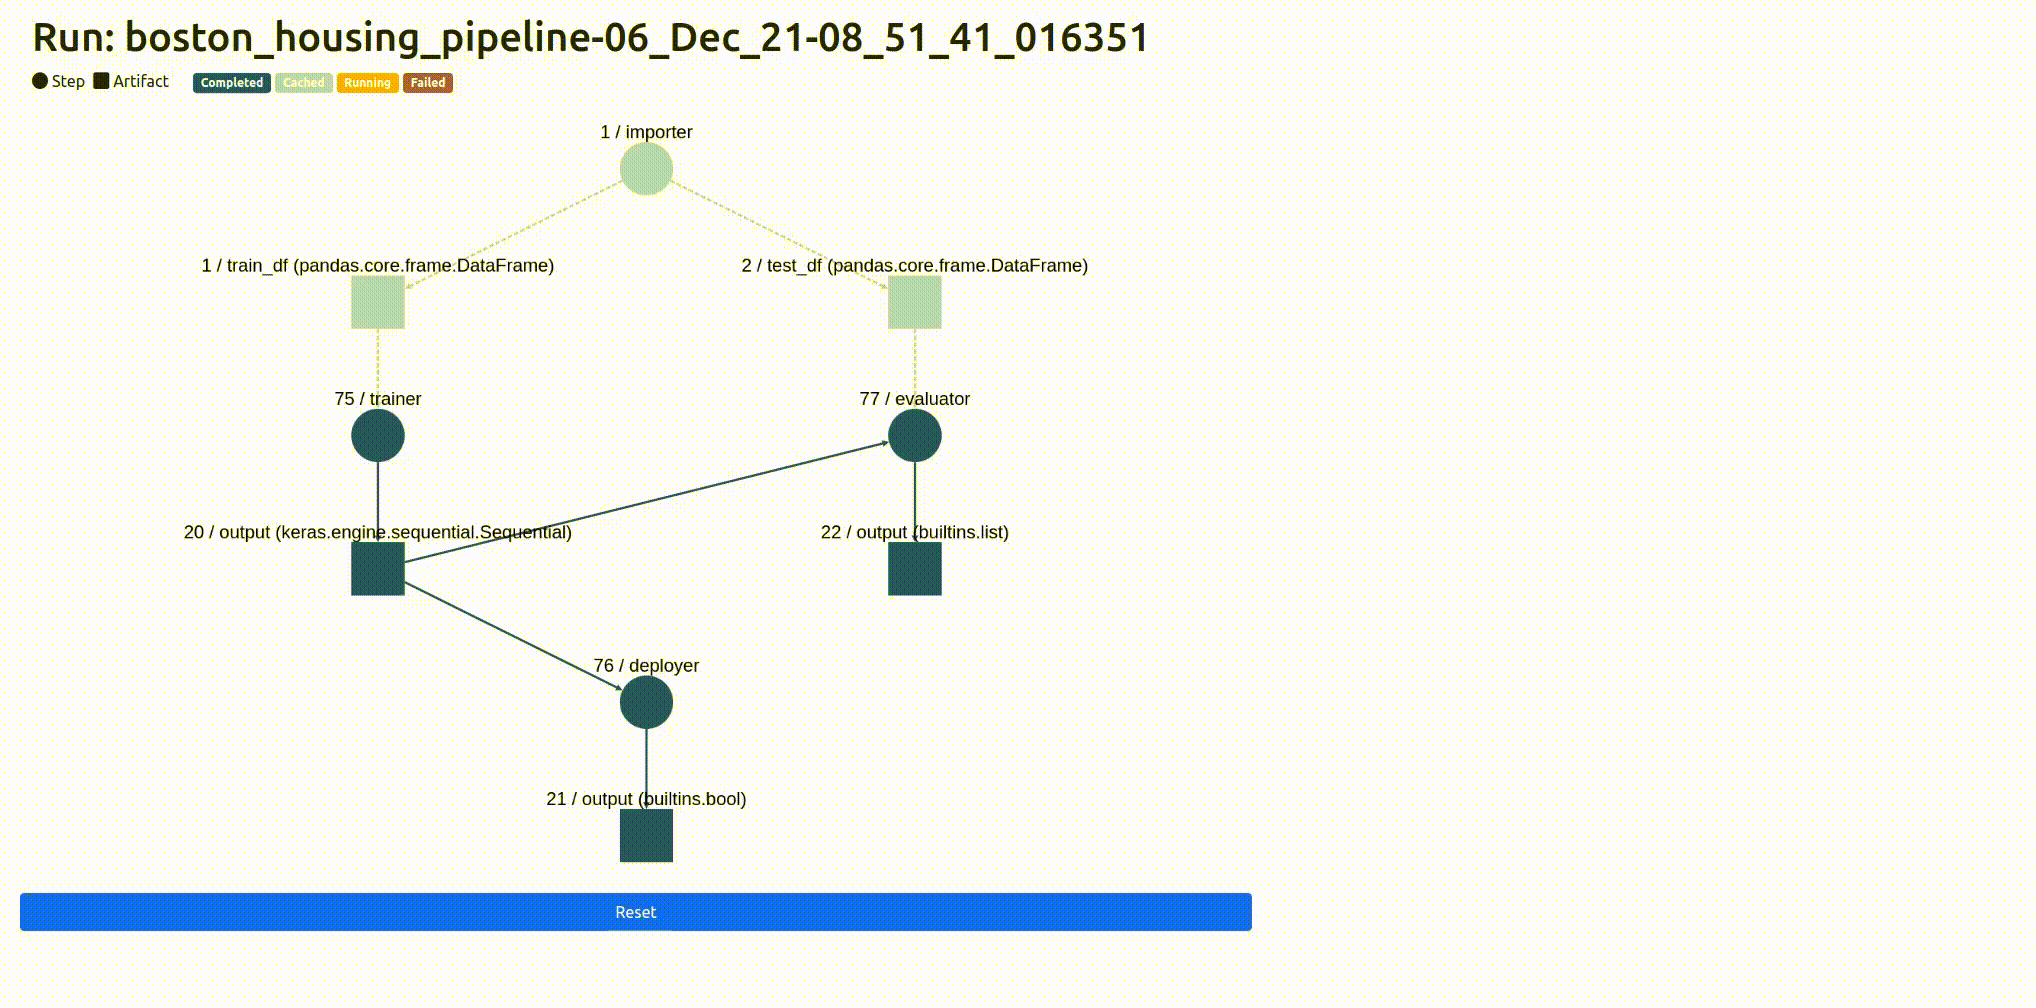 Run: boston_housing_pipeline-06_Dec_21-08_51_41_016351
Step Artifact Completed Cached Running Failed
1 / importer
1 / train_df (pandas.core.frame.DataFrame)
2 / test_df (pandas.core.frame.DataFrame)
75 / trainer
77 / evaluator
20 / output (keras.engine.sequential.Sequential)
22 / output (builtins.list)
76 / deployer
21 / output (builtins.bool)
Reset